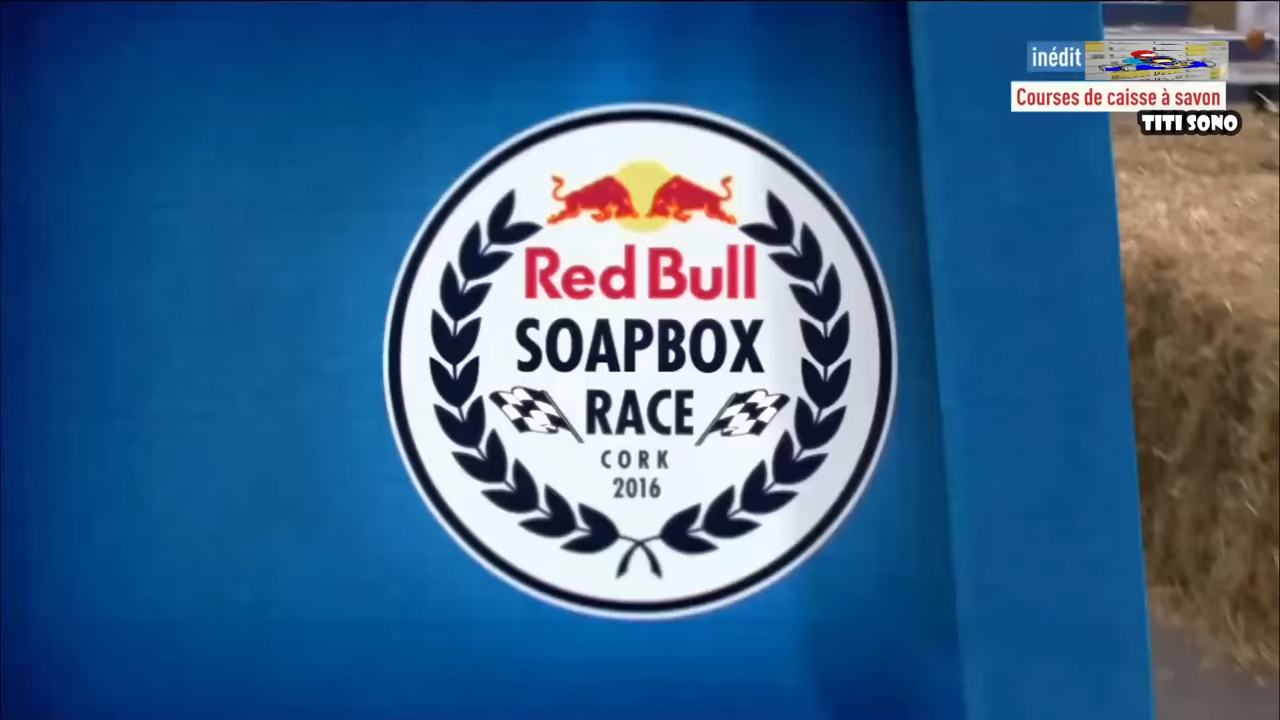 inédit
Courses de caisse à savon
TITI SONO
Red Bull
SOAPBOX
RACE
CORK
2016